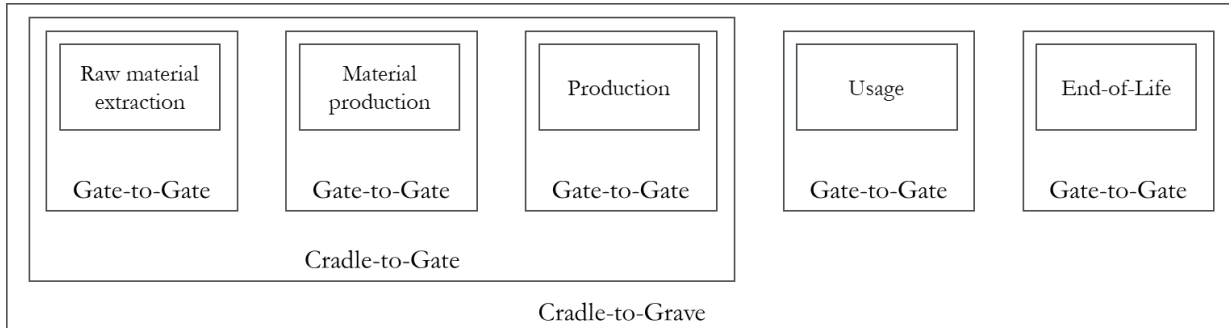 Raw material
extraction
Material
production
Production
Usage
End-of-Life
Gate-to-Gate
Gate-to-Gate
Gate-to-Gate
Gate-to-Gate
Gate-to-Gate
Cradle-to-Gate
Cradle-to-Grave